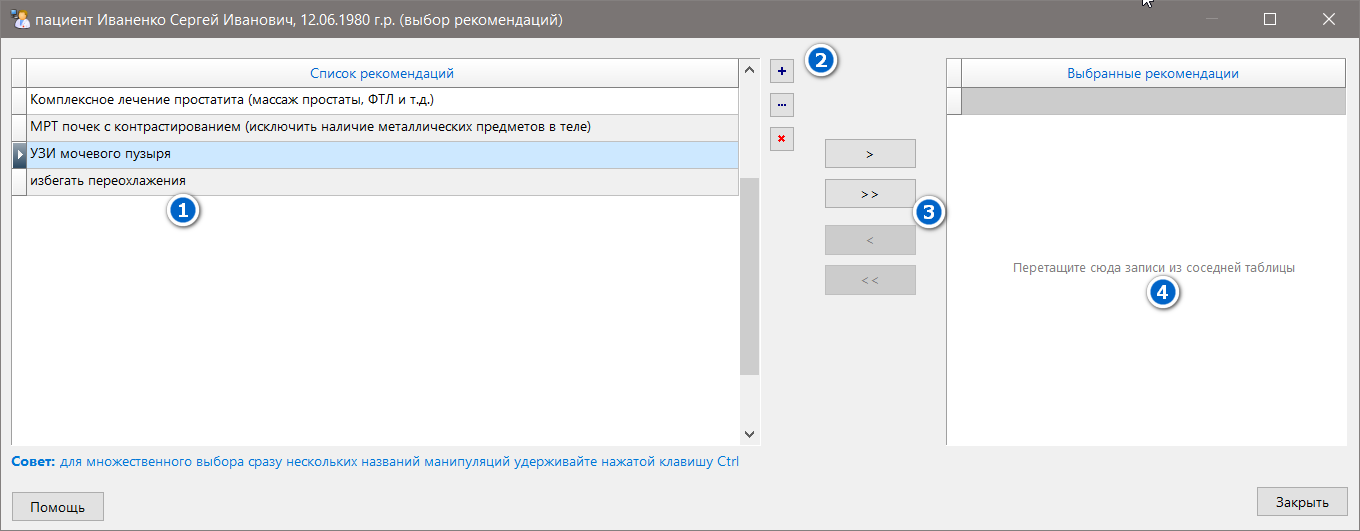 пациент Иваненко Сергей Иванович, 12.06.1980 г.р. (выбор рекомендаций)
Список рекомендаций
Комплексное лечение простатита (массаж простаты, ФТЛ и т.д.)
МРТ почек с контрастированием (исключить наличие металлических предметов в теле)
УЗИ мочевого пузыря
избегать переохлажения
1
+
2
...
>
>>
3
<
<<
Выбранные рекомендации
Перетащите сюда записи из соседней таблицы
4
Совет: для множественного выбора сразу нескольких названий манипуляций удерживайте нажатой клавишу Ctrl
Помощь
Закрыть